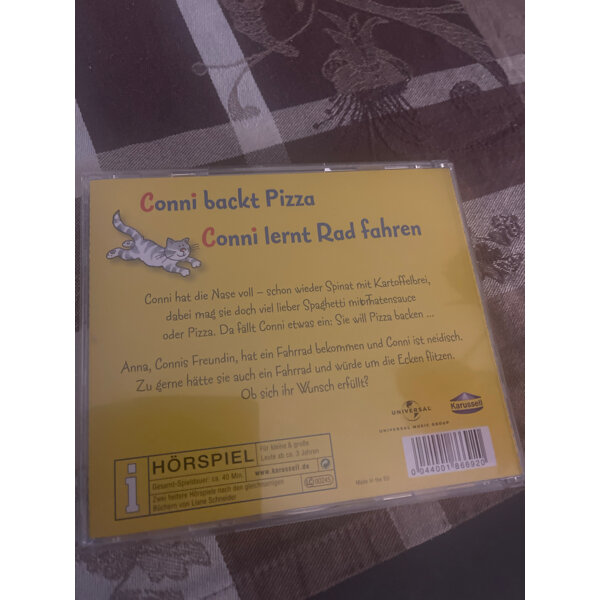 Conni backt Pizza
Conni lernt Rad fahren
Conni hat die Nase voll – schon wieder Spinat mit Kartoffelbrei,
dabei mag sie doch viel lieber Spaghetti mit Tomatensauce
oder Pizza. Da fällt Conni etwas ein: Sie will Pizza backen ...
Anna, Connis Freundin, hat ein Fahrrad bekommen und Conni ist neidisch.
Zu gerne hätte sie auch ein Fahrrad und würde um die Ecken flitzen.
Ob sich ihr Wunsch erfüllt?
UNIVERSAL
UNIVERSAL MUSIC GROUP
Karussell
i
HÖRSPIEL
Für kleine & große
Leute ab ca. 3 Jahren
Gesamt-Spieldauer: ca. 40 Min.
www.karussell.de
Zwei heitere Hörspiele nach den gleichnamigen
Büchern von Liane Schneider
LC 00245
Made in the EU
0 044001 866920